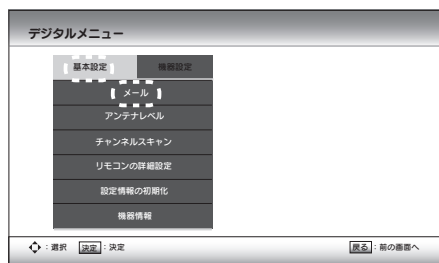 デジタルメニュー
基本設定 機器設定
メール
アンテナレベル
チャンネルスキャン
リモコンの詳細設定
設定情報の初期化
機器情報
：選択 決定：決定 戻る：前の画面へ